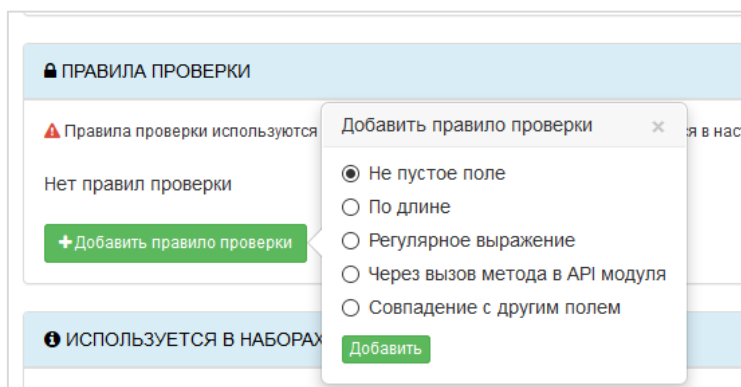 ПРАВИЛА ПРОВЕРКИ
Правила проверки используются
я в нас
Нет правил проверки
+Добавить правило проверки
Добавить правило проверки ×
Не пустое поле
По длине
Регулярное выражение
Через вызов метода в API модуля
Совпадение с другим полем
Добавить
ИСПОЛЬЗУЕТСЯ В НАБОРАХ